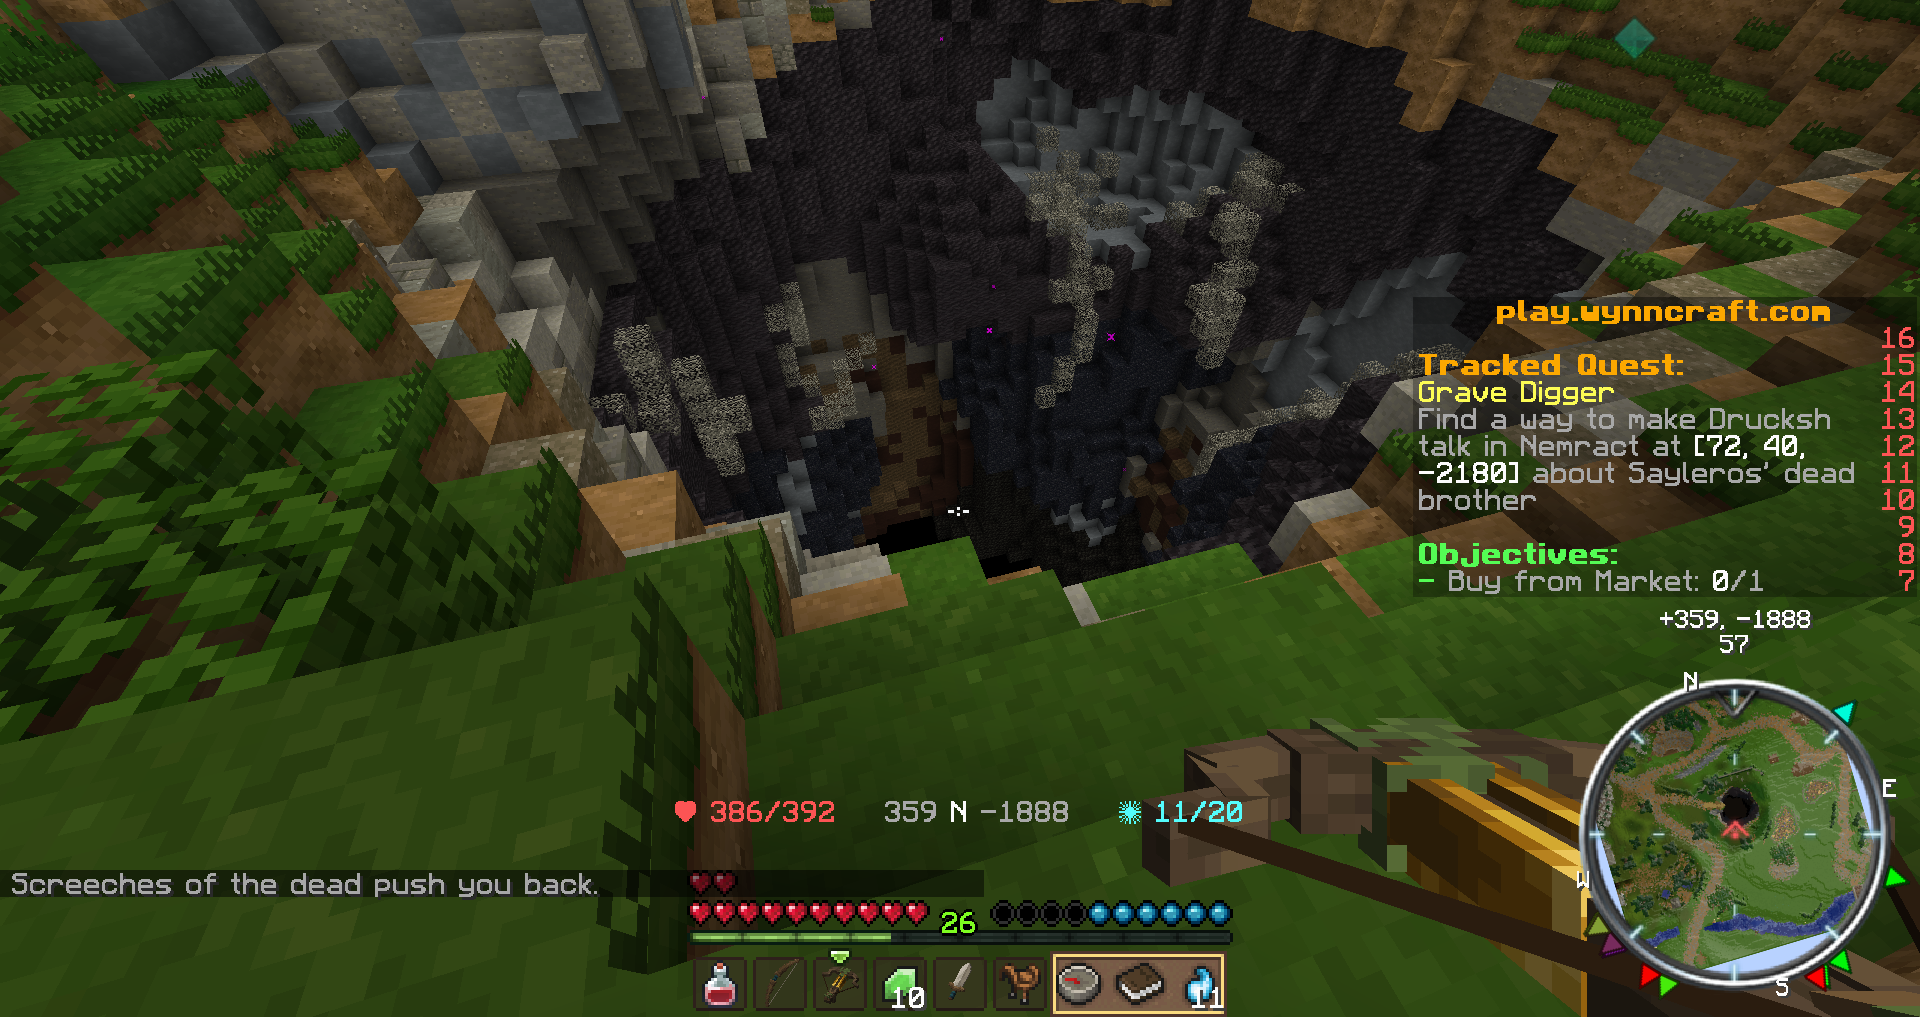 play.wynncraft.com
16
Tracked Quest: 15
Grave Digger 14
Find a way to make Drucksh 13
talk in Nemract at [72, 40, 12
-2180] about Sayleros' dead 11
brother 10
9
Objectives: 8
- Buy from Market: 0/1 7
+359, -1888
57
N
E
W
S
386/392 359 N -1888 11/20
Screeches of the dead push you back.
26
10
11